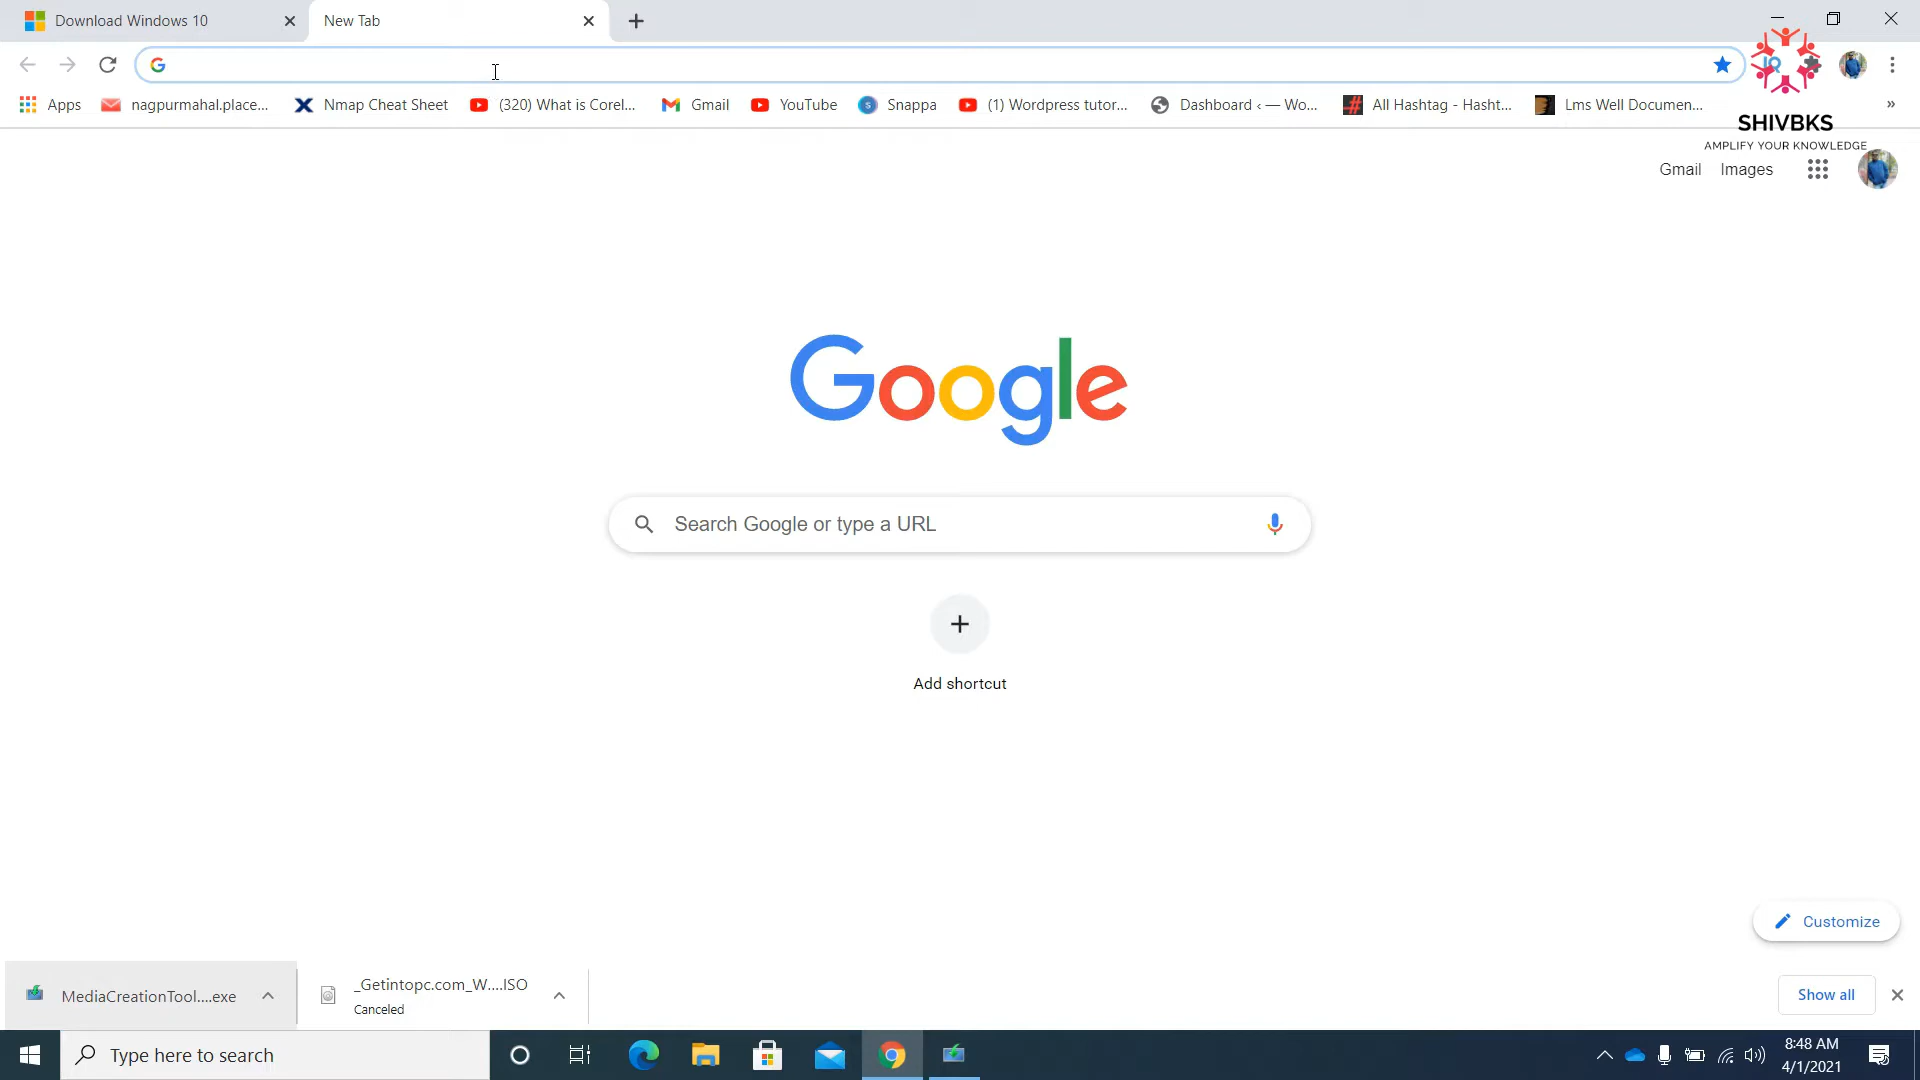 Download Windows 10
New Tab
Apps
nagpurmahal.place...
Nmap Cheat Sheet
(320) What is Corel...
Gmail
YouTube
Snappa
(1) Wordpress tutor...
Dashboard ‹ — Wo...
All Hashtag - Hasht...
Lms Well Documen...
»
SHIVBKS
AMPLIFY YOUR KNOWLEDGE
Gmail
Images
Google
Search Google or type a URL
Add shortcut
Customize
MediaCreationTool....exe
_Getintopc.com_W....ISO
Canceled
Show all
Type here to search
8:48 AM
4/1/2021